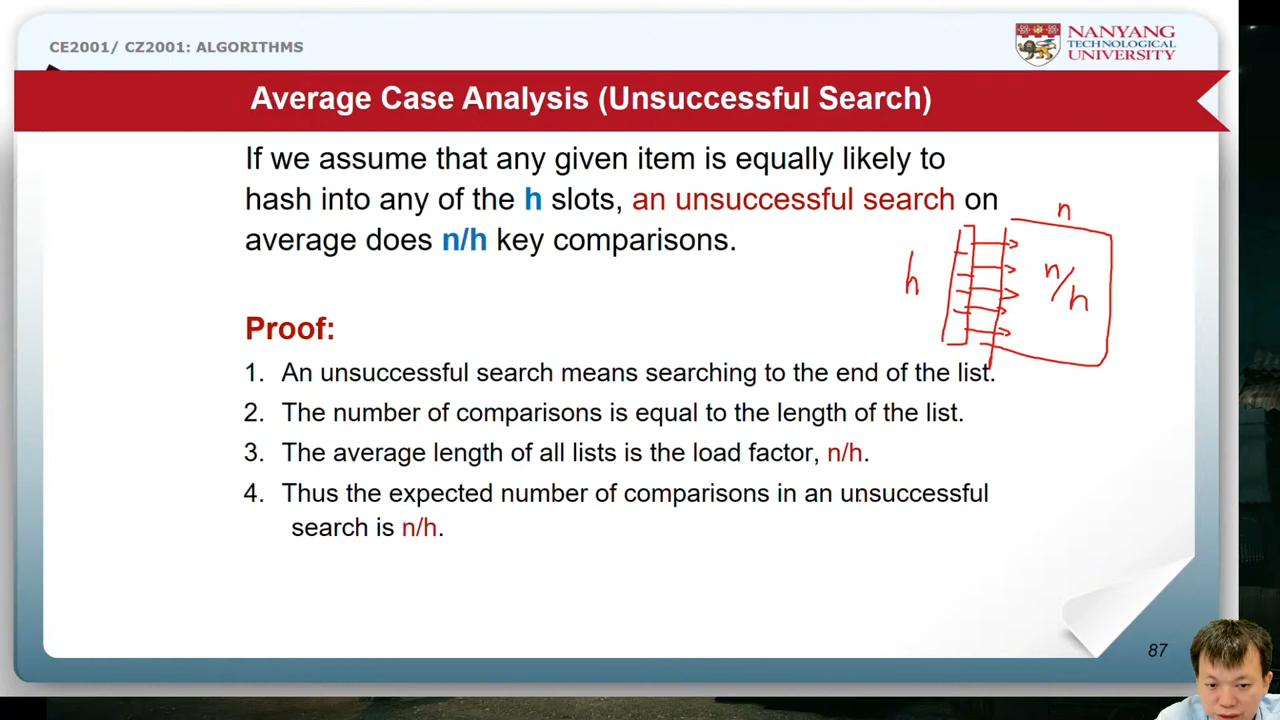 CE2001/ CZ2001: ALGORITHMS
NANYANG
TECHNOLOGICAL
UNIVERSITY
Average Case Analysis (Unsuccessful Search)
If we assume that any given item is equally likely to
hash into any of the h slots, an unsuccessful search on
average does n/h key comparisons.
n
h
n/h
Proof:
1. An unsuccessful search means searching to the end of the list.
2. The number of comparisons is equal to the length of the list.
3. The average length of all lists is the load factor, n/h.
4. Thus the expected number of comparisons in an unsuccessful
search is n/h.
87